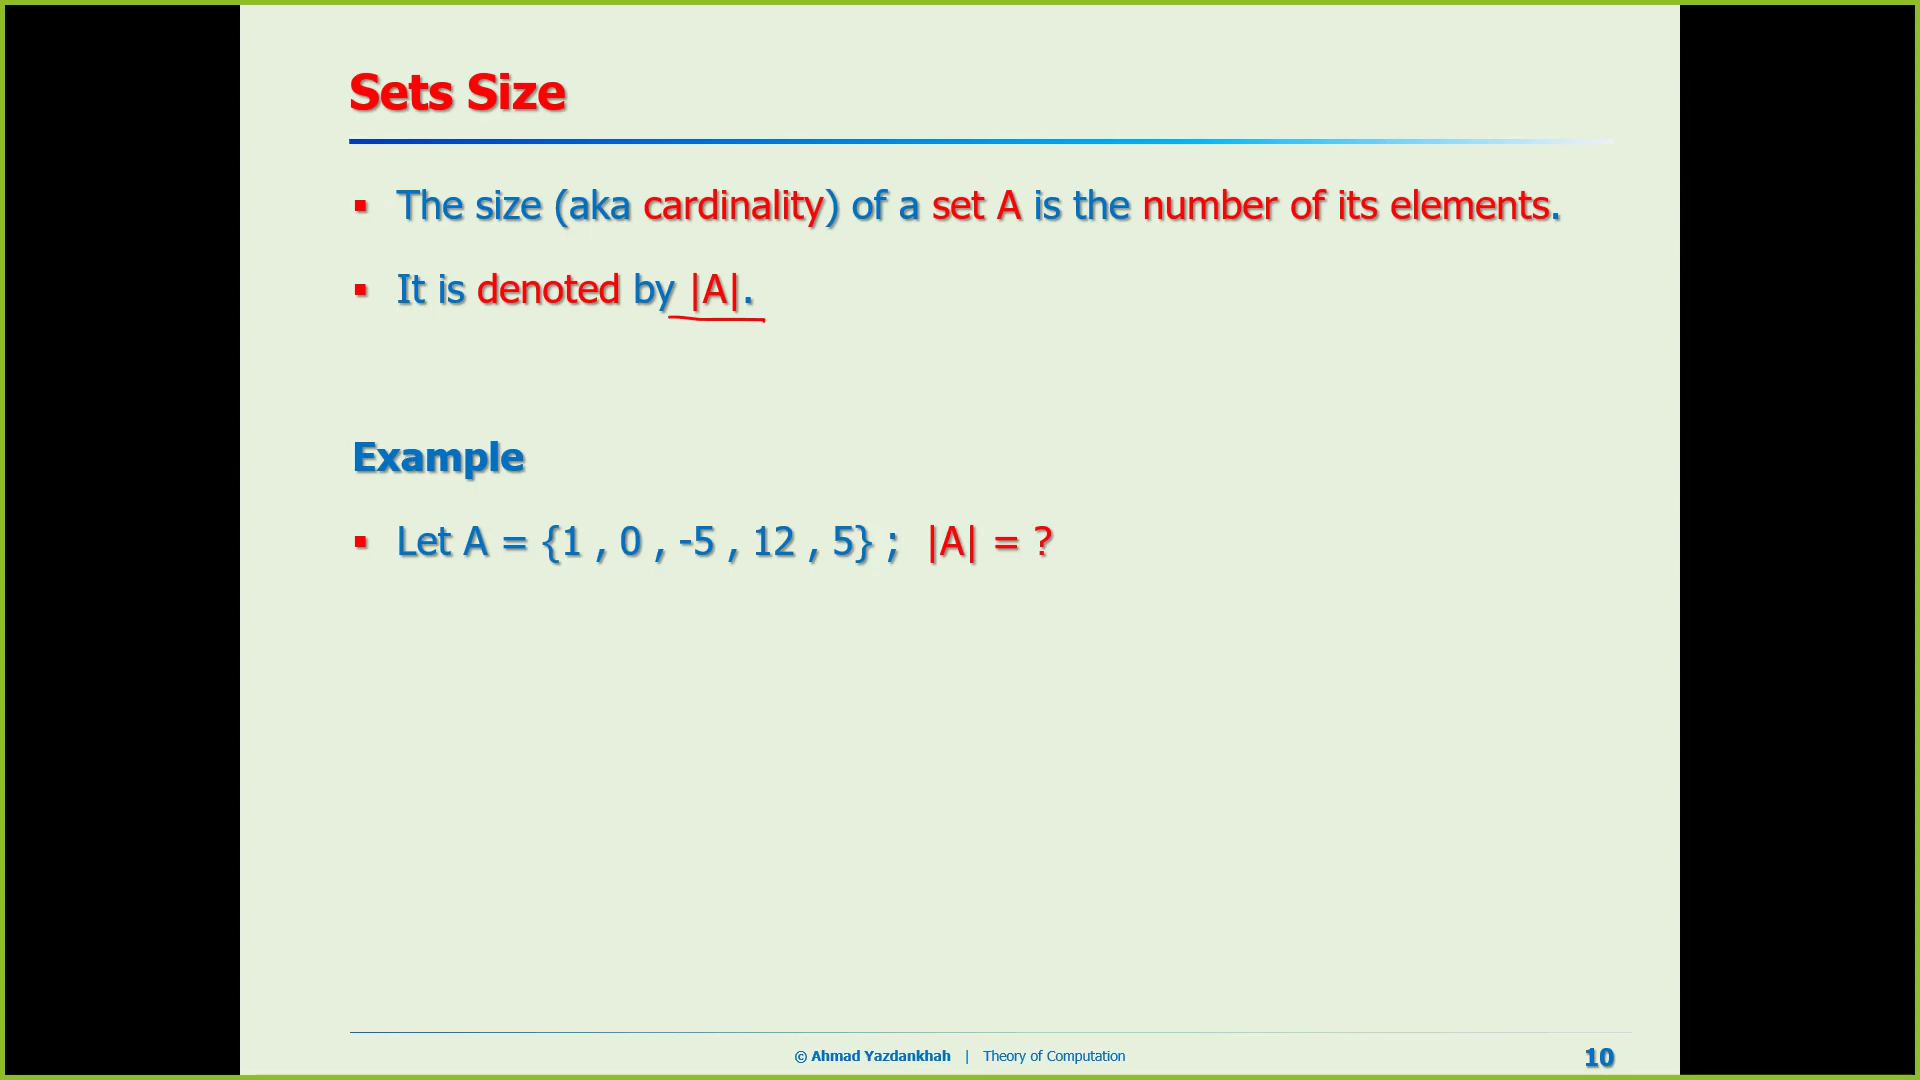 Sets Size
▪ The size (aka cardinality) of a set A is the number of its elements.
▪ It is denoted by |A|.
Example
▪ Let A = {1 , 0 , -5 , 12 , 5} ; |A| = ?
© Ahmad Yazdankhah | Theory of Computation
10